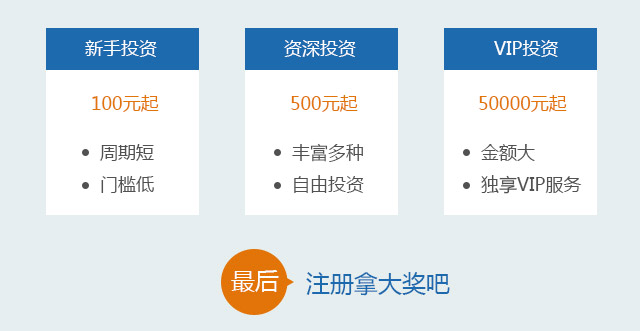 新手投资
100元起
周期短
门槛低
资深投资
500元起
丰富多种
自由投资
VIP投资
50000元起
金额大
独享VIP服务
最后
注册拿大奖吧